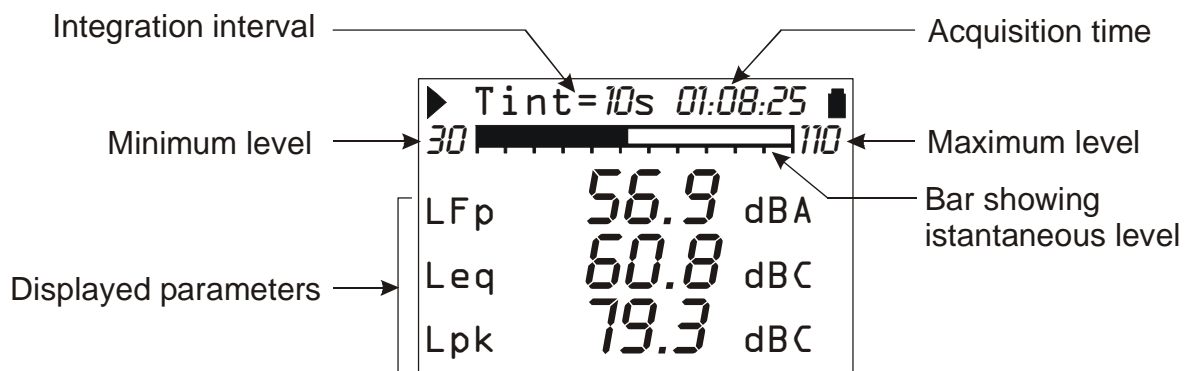 Integration interval
Acquisition time
Tint=10s 01:08:25
Minimum level
30
110
Maximum level
Bar showing
istantaneous level
LFp 56.9 dBA
Leq 60.8 dBC
Displayed parameters
Lpk 79.3 dBC